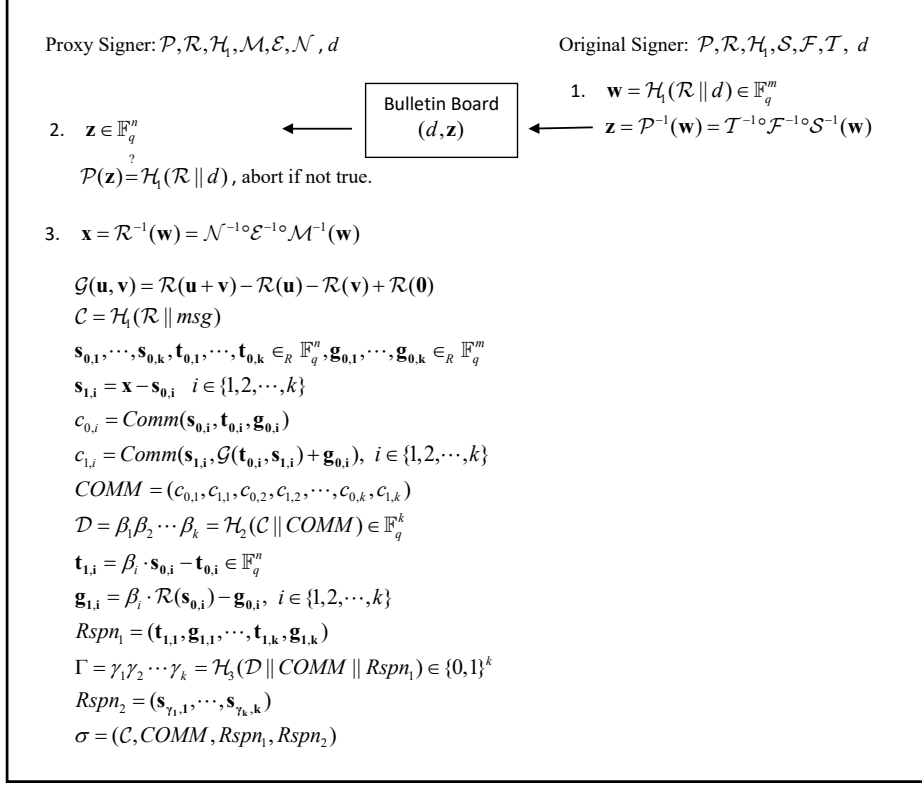 Proxy Signer: 𝒫,ℛ,ℋ₁,ℳ,ℰ,𝒩 , d
Original Signer: 𝒫,ℛ,ℋ₁,𝒮,ℱ,𝒯, d
1. 𝐰 = ℋ₁(ℛ || d) ∈ 𝔽_q^m
𝐳 = 𝒫⁻¹(𝐰) = 𝒯⁻¹∘ℱ⁻¹∘𝒮⁻¹(𝐰)
Bulletin Board
(d,𝐳)
2. 𝐳 ∈ 𝔽_q^n
?
𝒫(𝐳) = ℋ₁(ℛ || d), abort if not true.
3. 𝐱 = ℛ⁻¹(𝐰) = 𝒩⁻¹∘ℰ⁻¹∘ℳ⁻¹(𝐰)
𝒢(𝐮, 𝐯) = ℛ(𝐮 + 𝐯) − ℛ(𝐮) − ℛ(𝐯) + ℛ(𝟎)
𝒞 = ℋ₁(ℛ || msg)
𝐬_{0,1},⋯,𝐬_{0,k},𝐭_{0,1},⋯,𝐭_{0,k} ∈_R 𝔽_q^n,𝐠_{0,1},⋯,𝐠_{0,k} ∈_R 𝔽_q^m
𝐬_{1,i} = 𝐱 − 𝐬_{0,i} i ∈ {1,2,⋯,k}
c_{0,i} = Comm(𝐬_{0,i},𝐭_{0,i},𝐠_{0,i})
c_{1,i} = Comm(𝐬_{1,i},𝒢(𝐭_{0,i},𝐬_{1,i}) + 𝐠_{0,i}), i ∈ {1,2,⋯,k}
COMM = (c_{0,1},c_{1,1},c_{0,2},c_{1,2},⋯,c_{0,k},c_{1,k})
𝒟 = β₁β₂⋯β_k = ℋ₂(𝒞 || COMM) ∈ 𝔽_q^k
𝐭_{1,i} = β_i · 𝐬_{0,i} − 𝐭_{0,i} ∈ 𝔽_q^n
𝐠_{1,i} = β_i · ℛ(𝐬_{0,i}) − 𝐠_{0,i}, i ∈ {1,2,⋯,k}
Rspn₁ = (𝐭_{1,1},𝐠_{1,1},⋯,𝐭_{1,k},𝐠_{1,k})
Γ = γ₁γ₂⋯γ_k = ℋ₃(𝒟 || COMM || Rspn₁) ∈ {0,1}^k
Rspn₂ = (𝐬_{γ₁,1},⋯,𝐬_{γ_k,k})
σ = (𝒞,COMM,Rspn₁,Rspn₂)